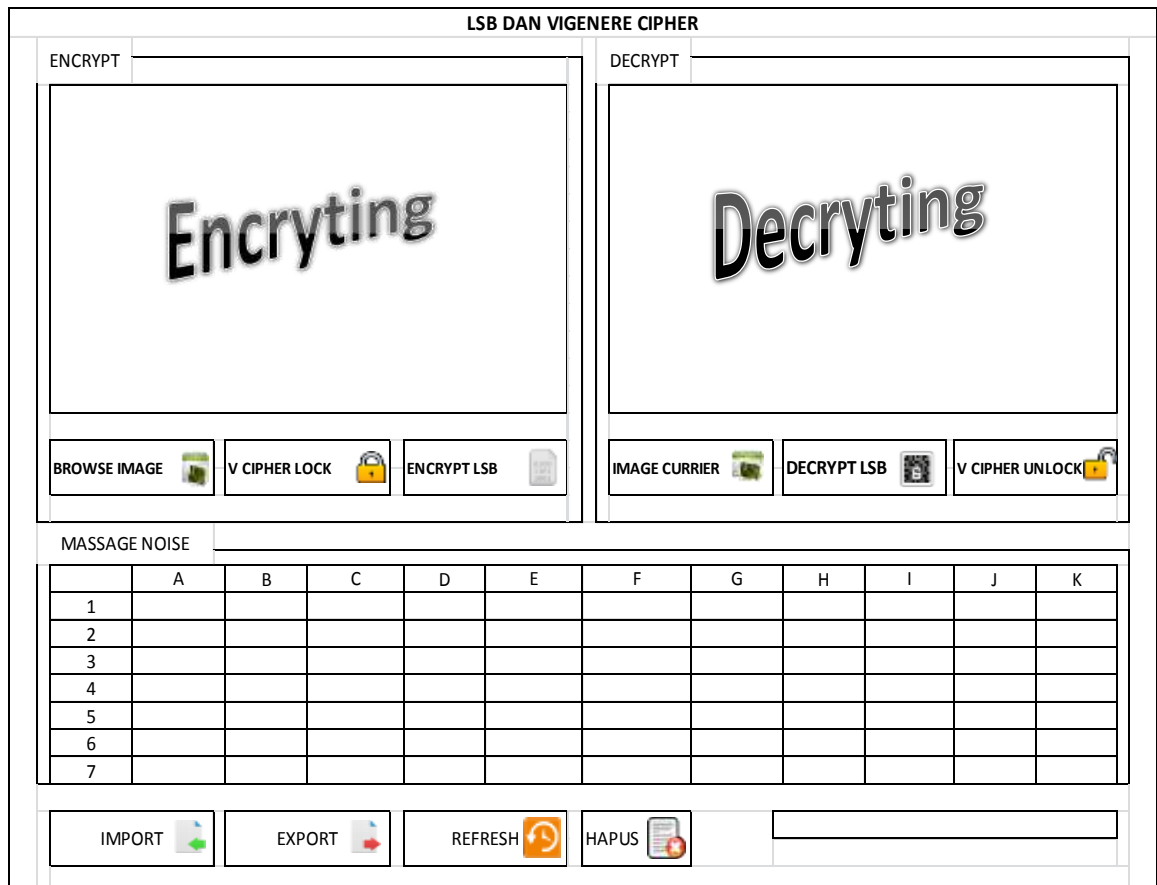 LSB DAN VIGENERE CIPHER
ENCRYPT
DECRYPT
Encryting
Decryting
BROWSE IMAGE
V CIPHER LOCK
ENCRYPT LSB
IMAGE CURRIER
DECRYPT LSB
V CIPHER UNLOCK
MASSAGE NOISE
A B C D E F G H I J K
1
2
3
4
5
6
7
IMPORT
EXPORT
REFRESH
HAPUS